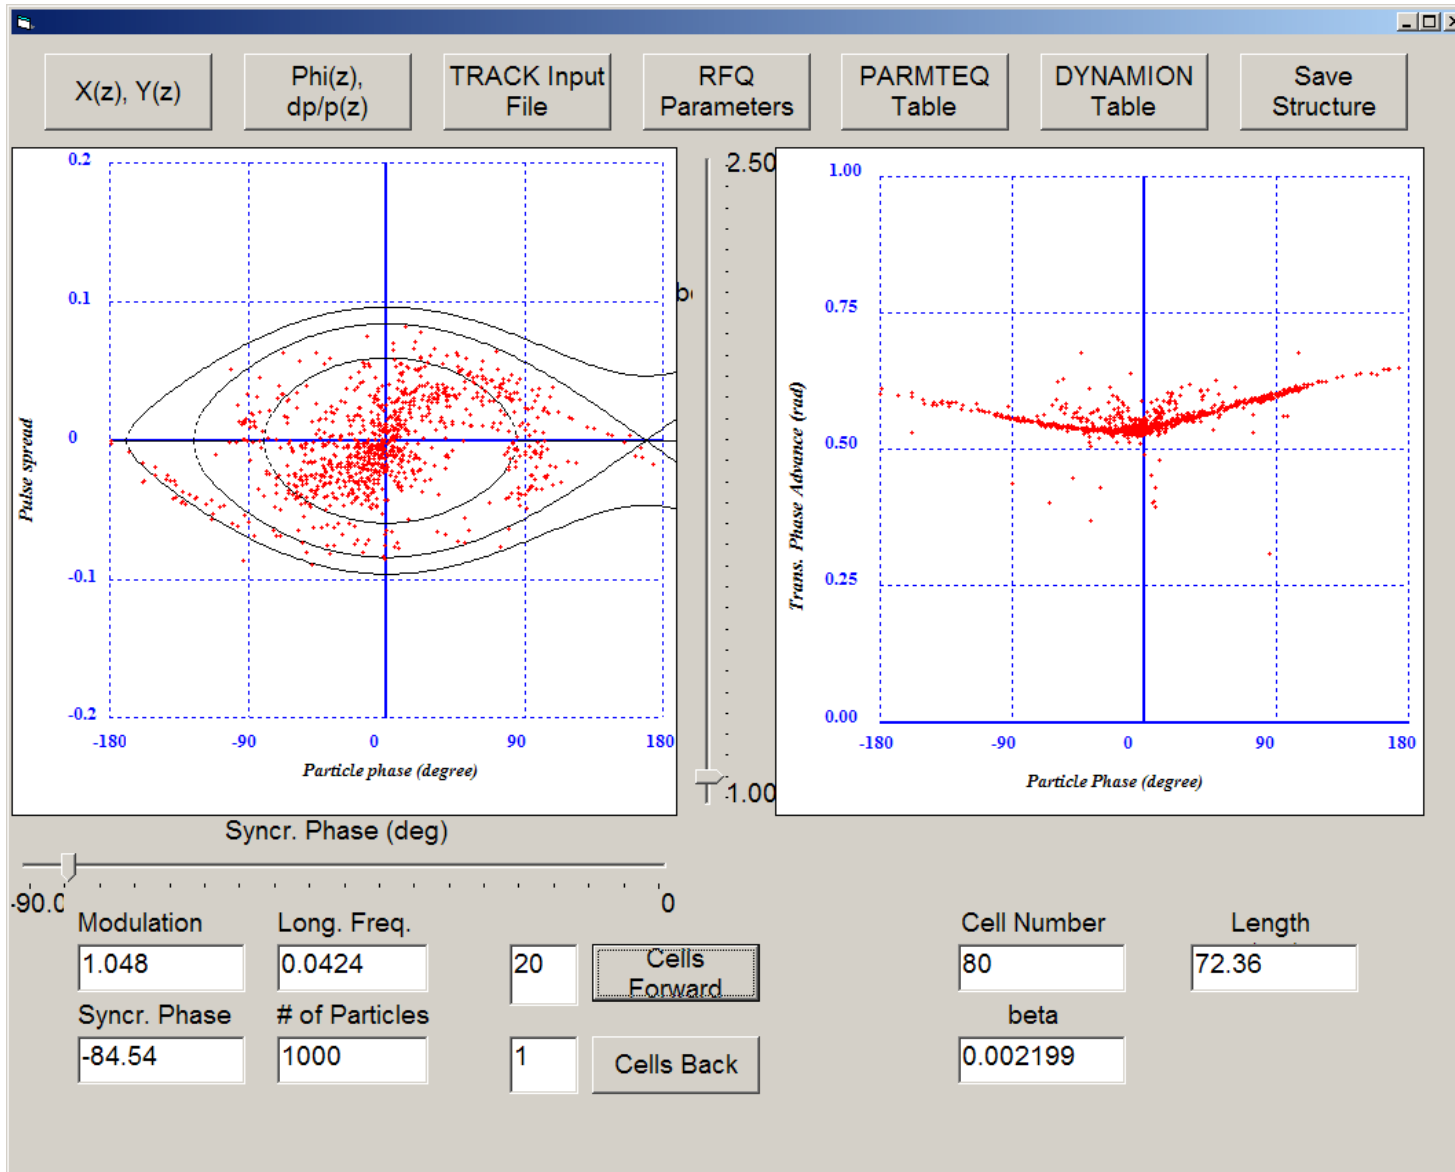 X(z), Y(z)
Phi(z),
dp/p(z)
TRACK Input
File
RFQ
Parameters
PARMTEQ
Table
DYNAMION
Table
Save
Structure
0.2
0.1
0
-0.1
-0.2
-180
-90
0
90
180
Pulse spread
Particle phase (degree)
2.50
1.00
1.00
0.75
0.50
0.25
0.00
-180
-90
0
90
180
Trans. Phase Advance (rad)
Particle Phase (degree)
Syncr. Phase (deg)
-90.0
0
Modulation
Long. Freq.
1.048
0.0424
20
Cells
Forward
Cell Number
Length
80
72.36
Syncr. Phase
# of Particles
-84.54
1000
1
Cells Back
beta
0.002199